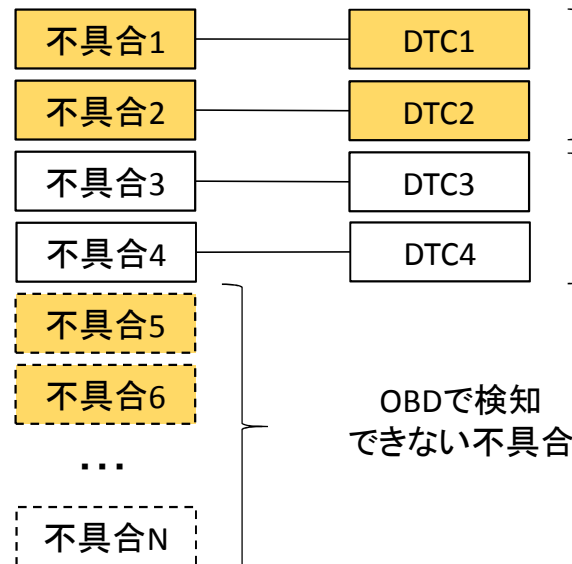 不具合1
DTC1
不具合2
DTC2
不具合3
DTC3
不具合4
DTC4
不具合5
不具合6
OBDで検知
できない不具合
...
不具合N